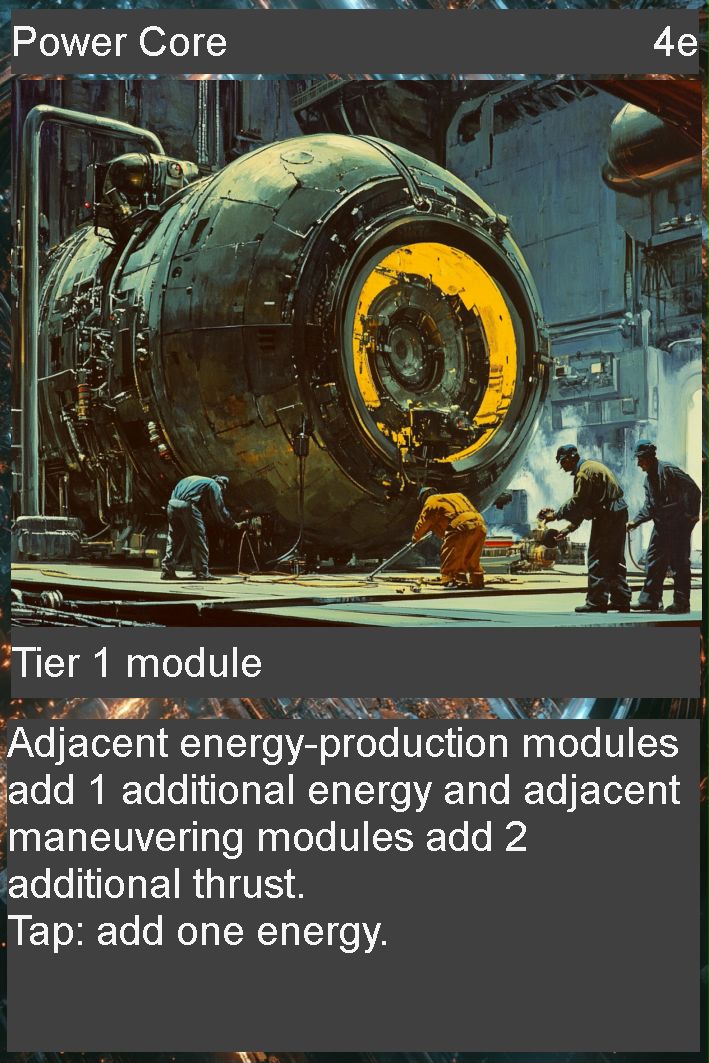 Power Core 4e
Tier 1 module
Adjacent energy-production modules
add 1 additional energy and adjacent
maneuvering modules add 2
additional thrust.
Tap: add one energy.